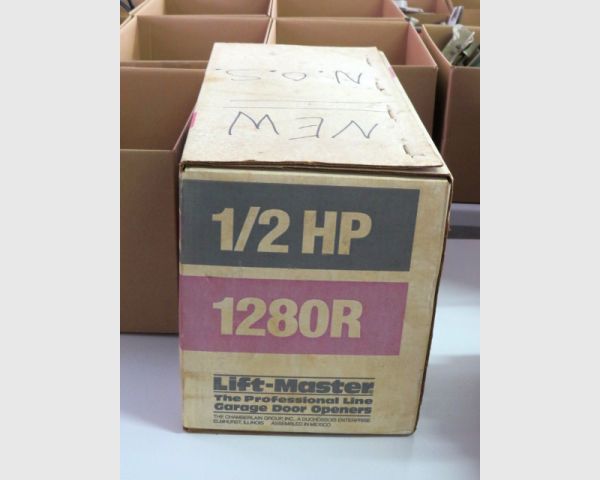 N.O.S.
NEW
1/2 HP
1280R
Lift-Master
The Professional Line
Garage Door Openers
THE CHAMBERLAIN GROUP, INC., A DUCHOSSOIS ENTERPRISE
ELMHURST, ILLINOIS ASSEMBLED IN MEXICO